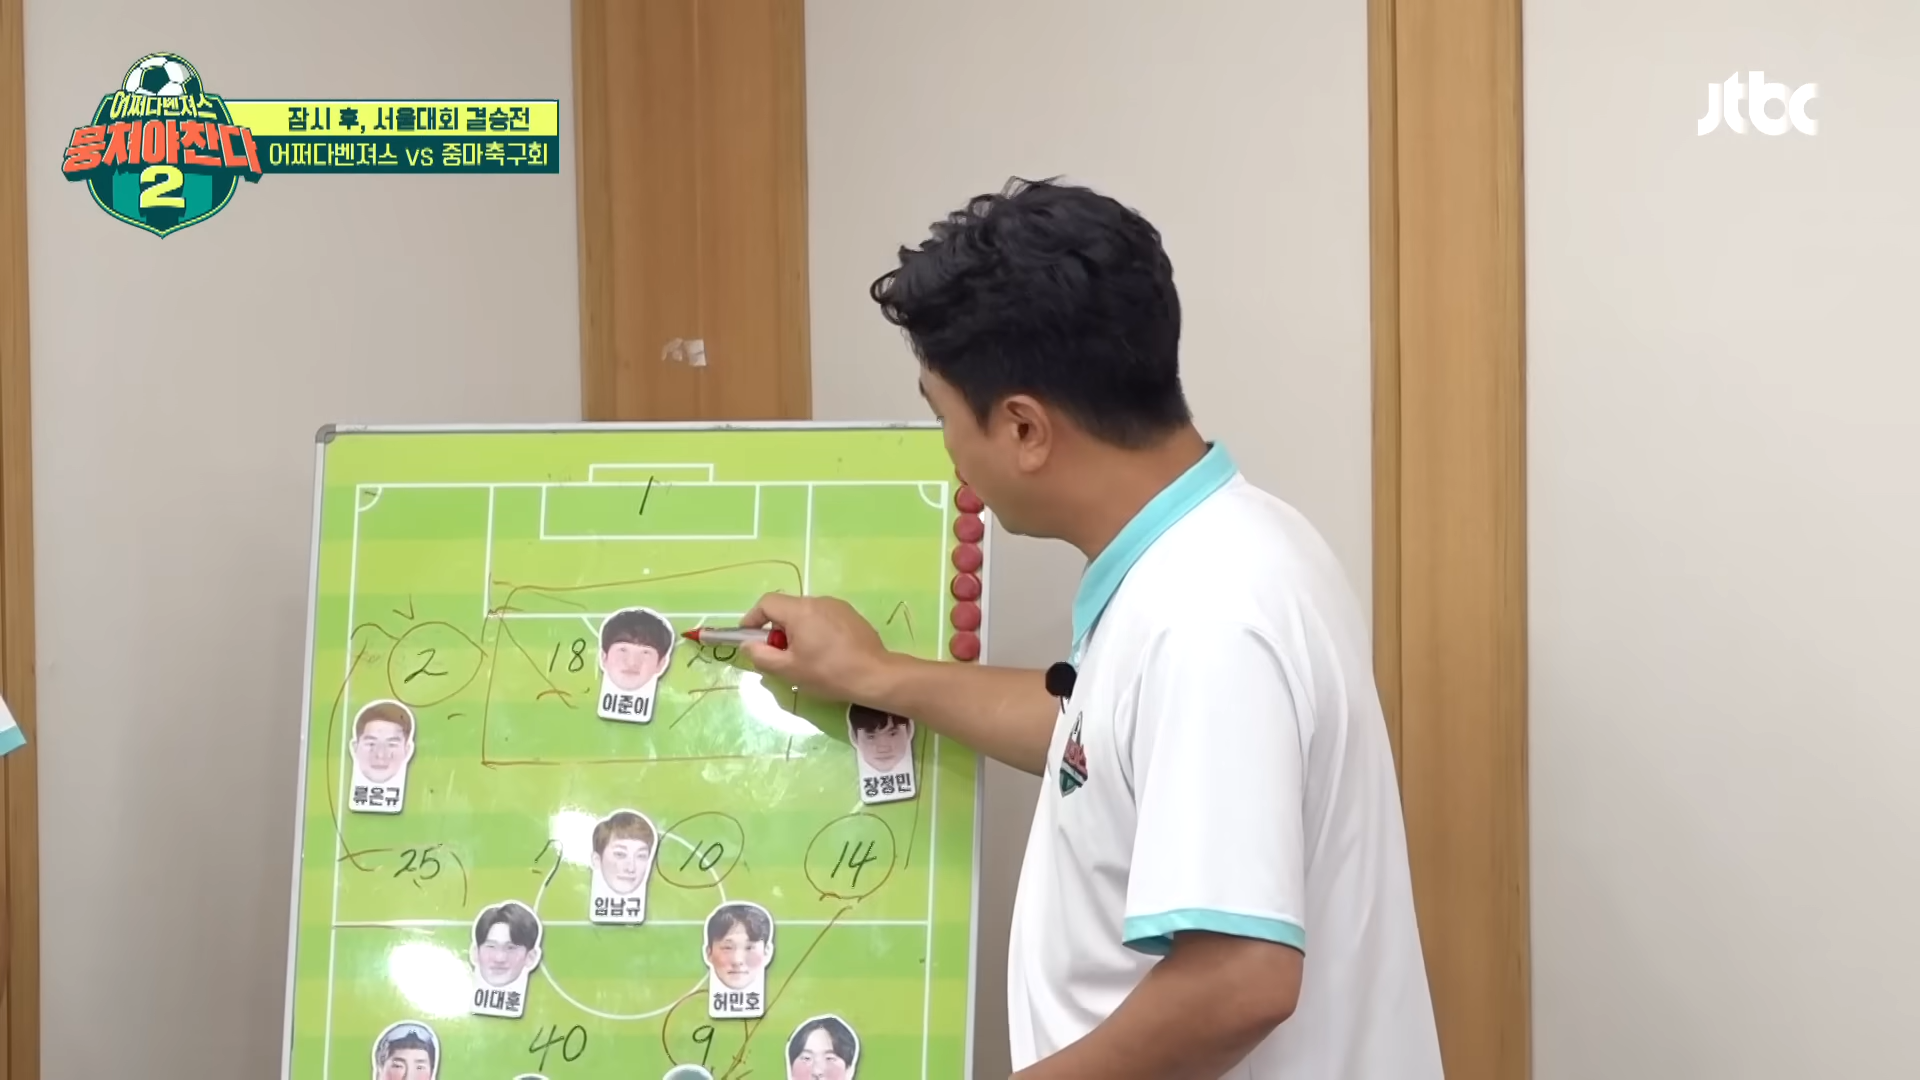 어쩌다벤져스
뭉쳐야찬다
2
잠시 후, 서울대회 결승전
어쩌다벤져스 vs 중마축구회
jtbc
1
2
18
이준이
20
류은규
장정민
25
7
임남규
10
14
이대훈
허민호
40
9